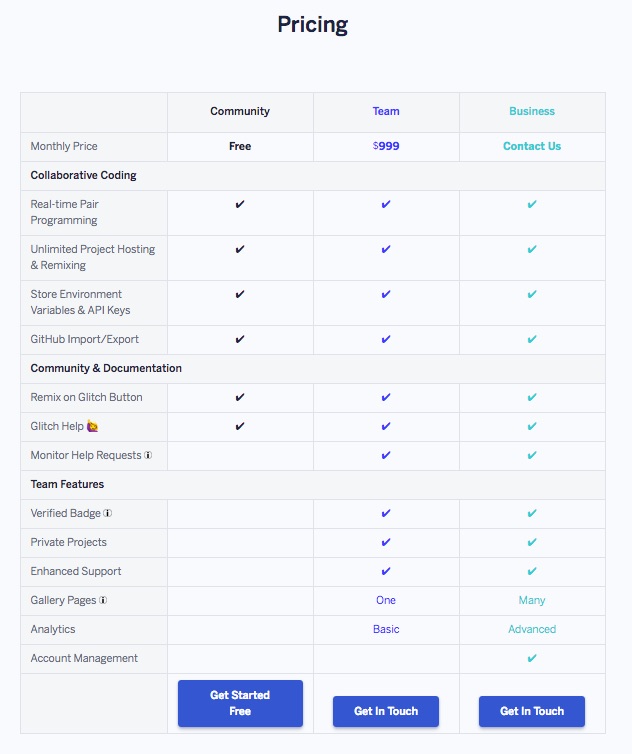 Pricing
Community Team Business
Monthly Price Free $999 Contact Us
Collaborative Coding
Real-time Pair
Programming ✔ ✔ ✔
Unlimited Project Hosting
& Remixing ✔ ✔ ✔
Store Environment
Variables & API Keys ✔ ✔ ✔
GitHub Import/Export ✔ ✔ ✔
Community & Documentation
Remix on Glitch Button ✔ ✔ ✔
Glitch Help 🙋 ✔ ✔ ✔
Monitor Help Requests ℹ ✔ ✔
Team Features
Verified Badge ℹ ✔ ✔
Private Projects ✔ ✔
Enhanced Support ✔ ✔
Gallery Pages ℹ One Many
Analytics Basic Advanced
Account Management ✔
Get Started
Free
Get In Touch Get In Touch